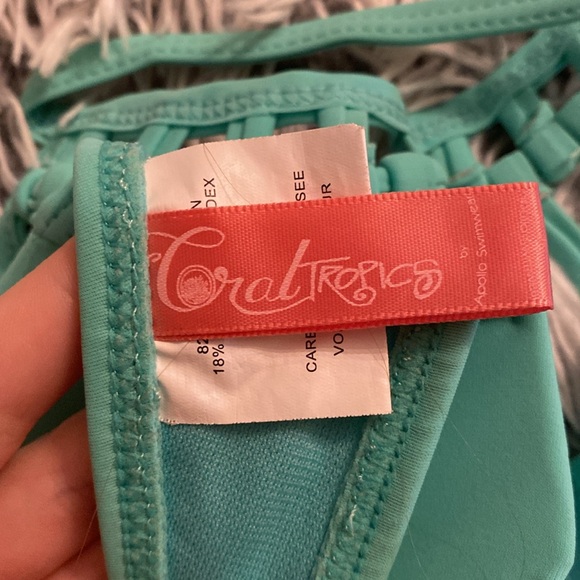 Coral Tropics
by
Apollo Swimwear
82
18%
DEX
N
CARE
VO
SEE
UR